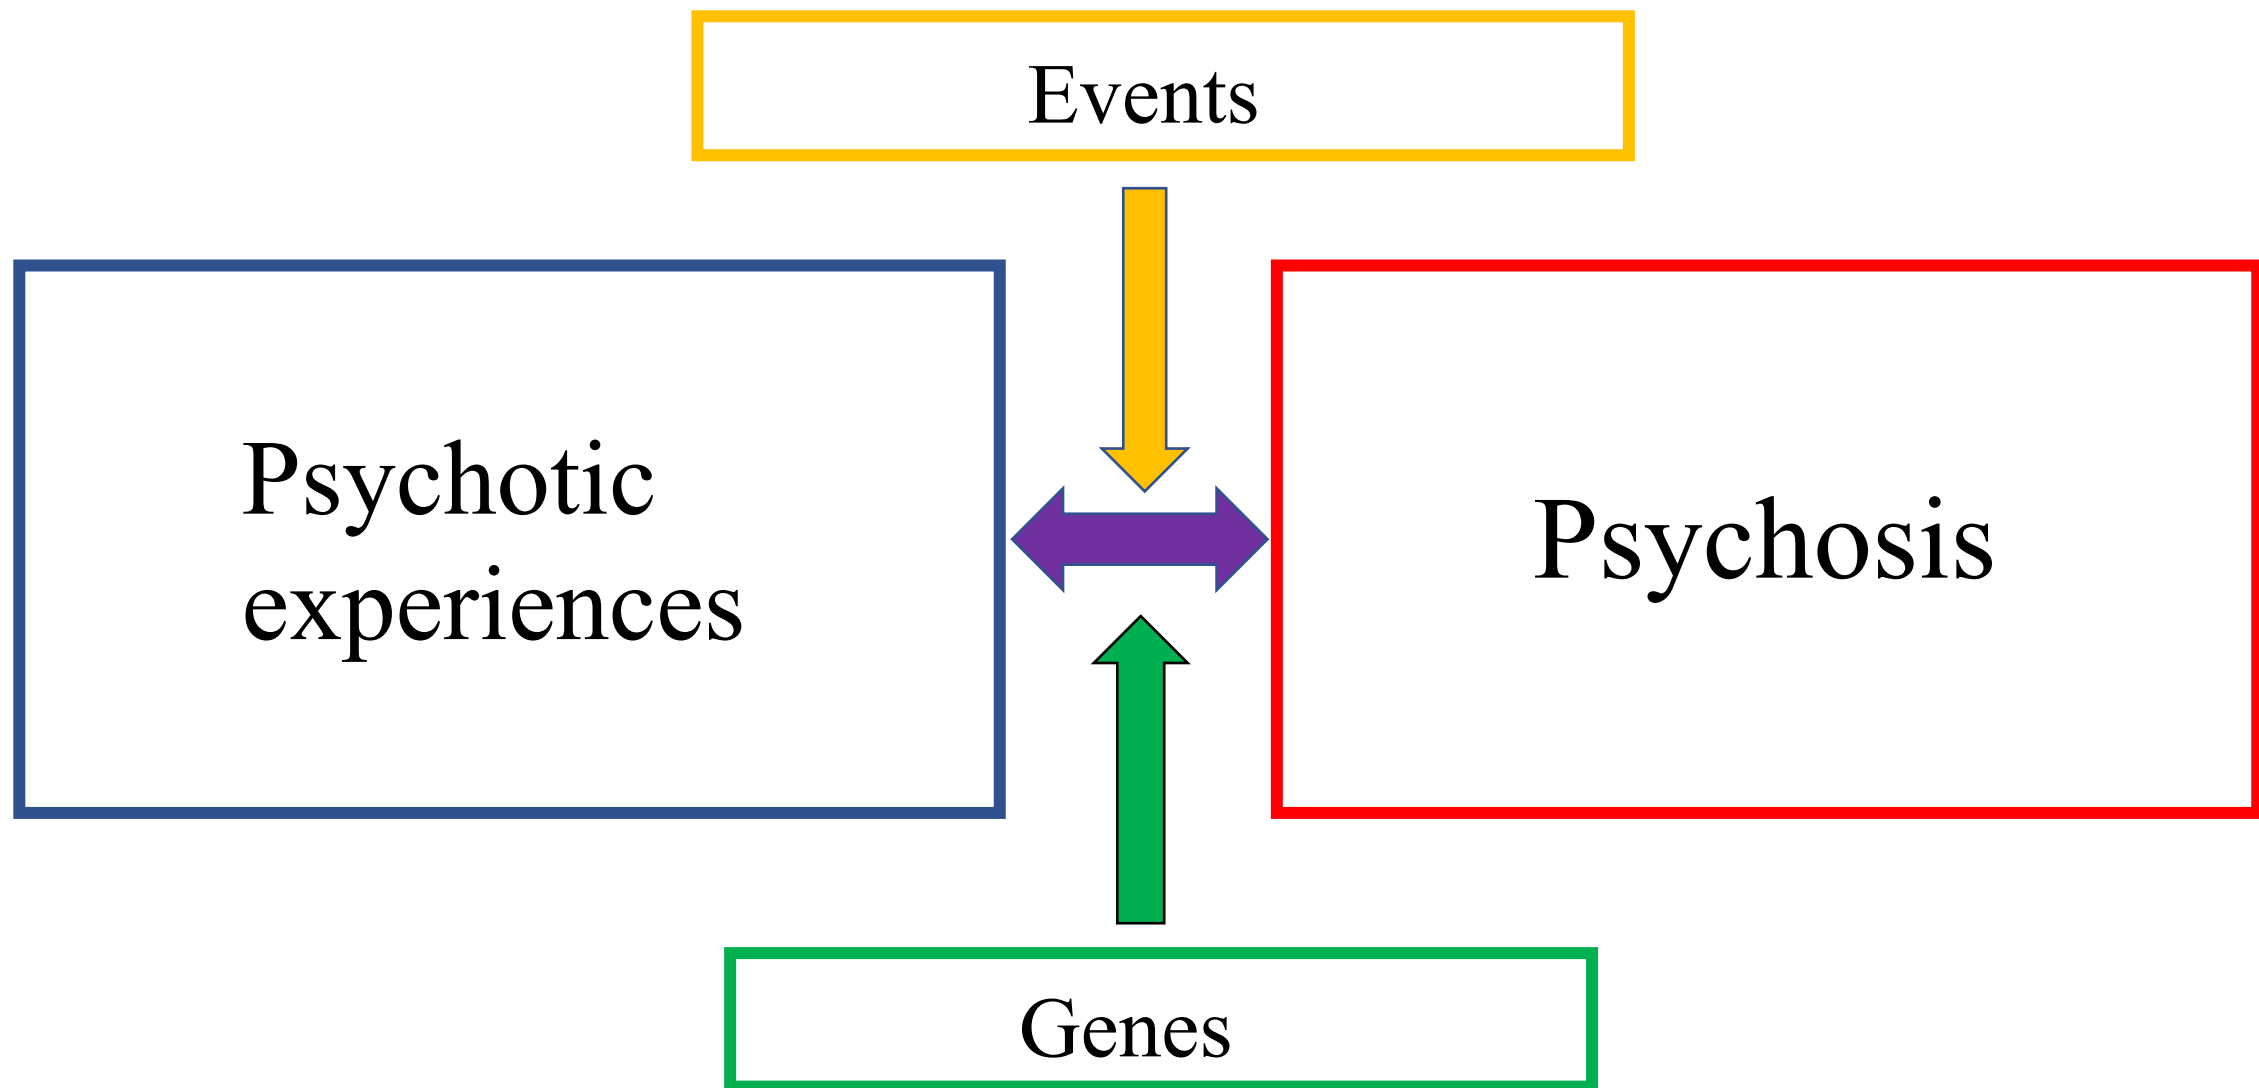 Events
Psychotic
experiences
Psychosis
Genes